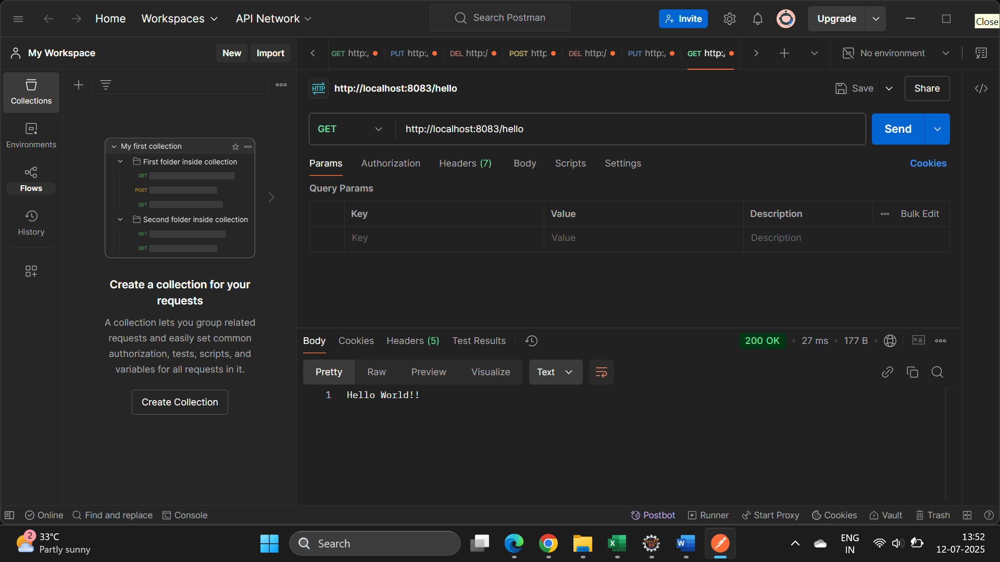 Home
Workspaces
API Network
Search Postman
Invite
Upgrade
Close
My Workspace
New
Import
GET http:/
PUT http:/
DEL http:/
POST http
DEL http:/
PUT http:/
GET http:/
No environment
Collections
Environments
Flows
History
My first collection
First folder inside collection
GET
POST
GET
Second folder inside collection
GET
GET
Create a collection for your
requests
A collection lets you group related
requests and easily set common
authorization, tests, scripts, and
variables for all requests in it.
Create Collection
HTTP
http://localhost:8083/hello
Save
Share
GET
http://localhost:8083/hello
Send
Params
Authorization
Headers (7)
Body
Scripts
Settings
Cookies
Query Params
Key
Value
Description
Bulk Edit
Key
Value
Description
Body
Cookies
Headers (5)
Test Results
200 OK
27 ms
177 B
e.g.
Pretty
Raw
Preview
Visualize
Text
1
Hello World!!
Online
Find and replace
Console
Postbot
Runner
Start Proxy
Cookies
Vault
Trash
2
33°C
Partly sunny
Search
Java EE
IDE
ENG
IN
13:52
12-07-2025